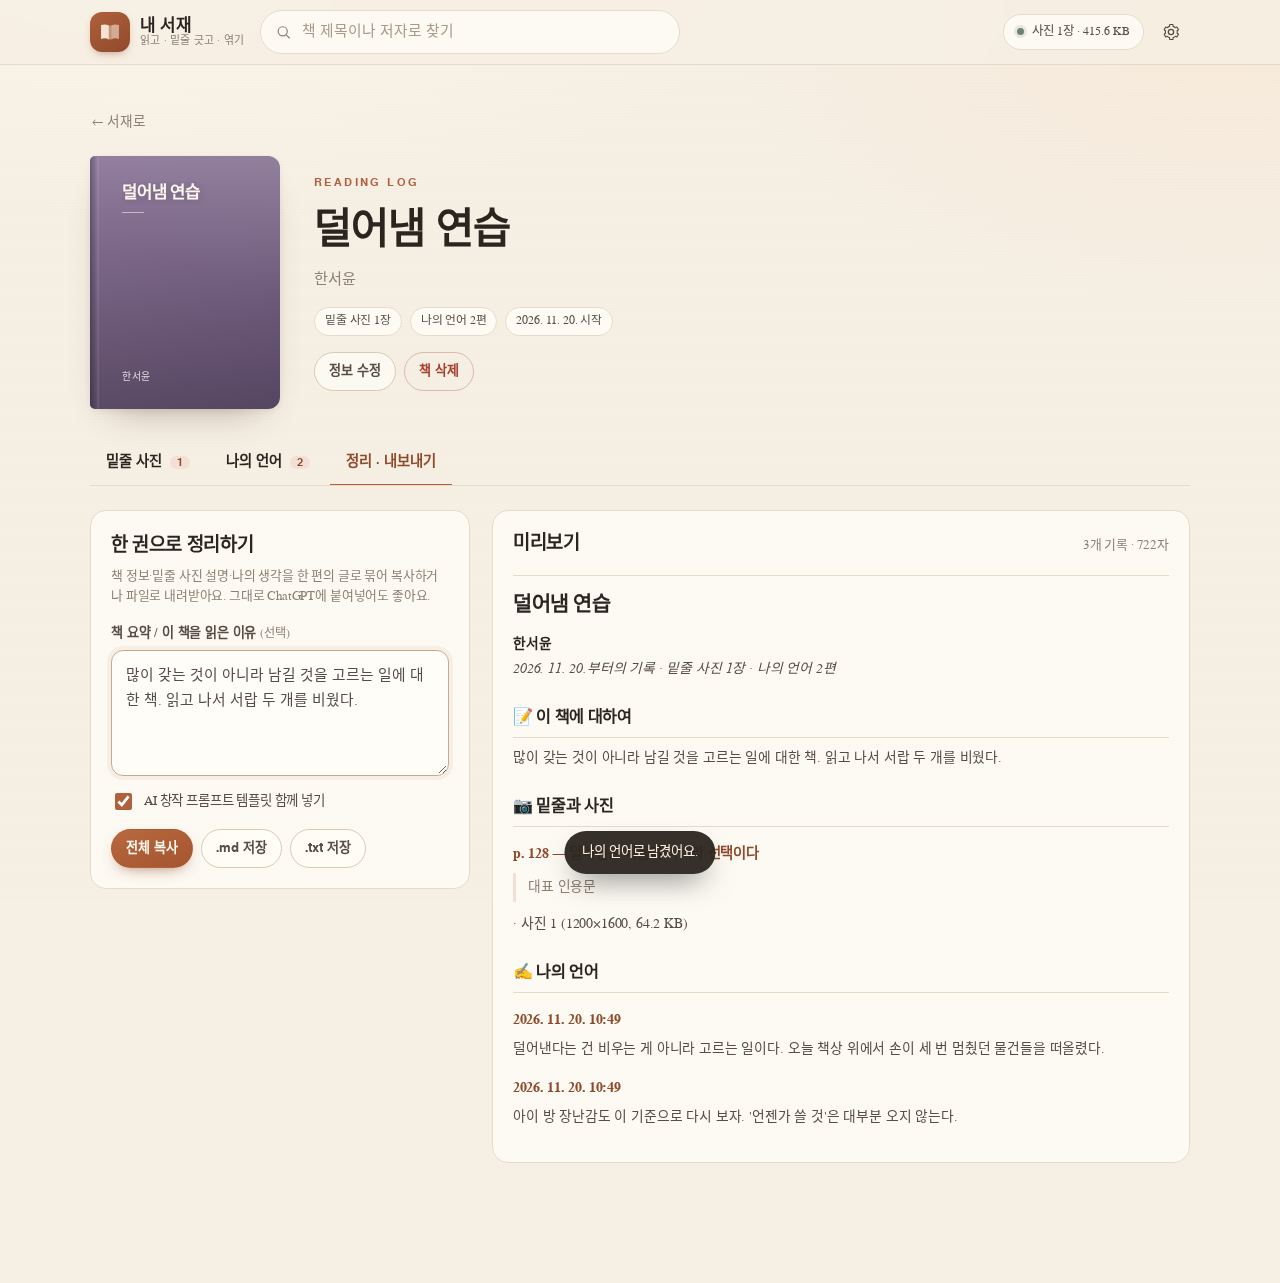 내 서재
읽고 · 밑줄 긋고 · 엮기
책 제목이나 저자로 찾기
사진 1장 · 415.6 KB
← 서재로
덜어냄 연습
한서윤
READING LOG
덜어냄 연습
한서윤
밑줄 사진 1장
나의 언어 2편
2026. 11. 20. 시작
정보 수정
책 삭제
밑줄 사진 1
나의 언어 2
정리 · 내보내기
한 권으로 정리하기
책 정보·밑줄 사진 설명·나의 생각을 한 편의 글로 묶어 복사하거
나 파일로 내려받아요. 그대로 ChatGPT에 붙여넣어도 좋아요.
책 요약 / 이 책을 읽은 이유 (선택)
많이 갖는 것이 아니라 남길 것을 고르는 일에 대
한 책. 읽고 나서 서랍 두 개를 비웠다.
AI 창작 프롬프트 템플릿 함께 넣기
전체 복사
.md 저장
.txt 저장
미리보기
3개 기록 · 722자
덜어냄 연습
한서윤
2026. 11. 20.부터의 기록 · 밑줄 사진 1장 · 나의 언어 2편
📝 이 책에 대하여
많이 갖는 것이 아니라 남길 것을 고르는 일에 대한 책. 읽고 나서 서랍 두 개를 비웠다.
📷 밑줄과 사진
p. 128 — 선택이다
나의 언어로 남겼어요.
대표 인용문
· 사진 1 (1200×1600, 64.2 KB)
✍️ 나의 언어
2026. 11. 20. 10:49
덜어낸다는 건 비우는 게 아니라 고르는 일이다. 오늘 책상 위에서 손이 세 번 멈췄던 물건들을 떠올렸다.
2026. 11. 20. 10:49
아이 방 장난감도 이 기준으로 다시 보자. '언젠가 쓸 것'은 대부분 오지 않는다.